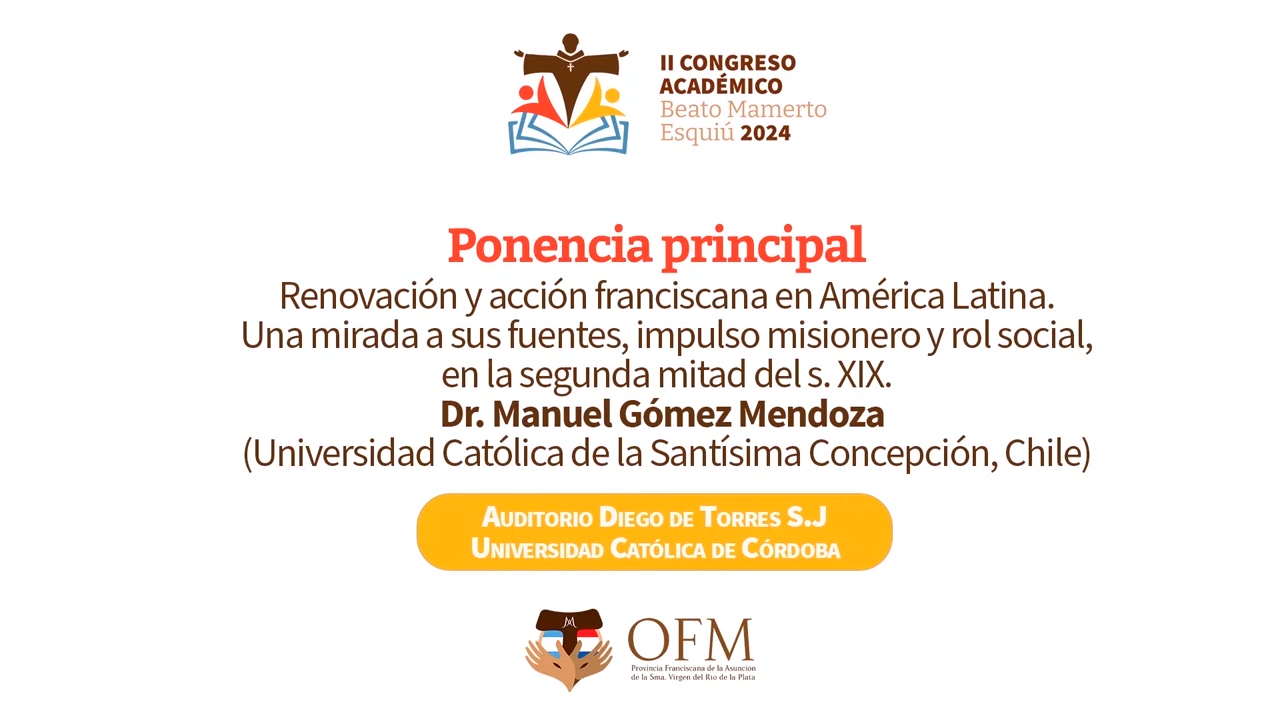 II CONGRESO
ACADÉMICO
Beato Mamerto
Esquiú 2024
Ponencia principal
Renovación y acción franciscana en América Latina.
Una mirada a sus fuentes, impulso misionero y rol social,
en la segunda mitad del s. XIX.
Dr. Manuel Gómez Mendoza
(Universidad Católica de la Santísima Concepción, Chile)
Auditorio Diego de Torres S.J
Universidad Católica de Córdoba
OFM
Provincia Franciscana de la Asunción
de la Sma. Virgen del Río de la Plata